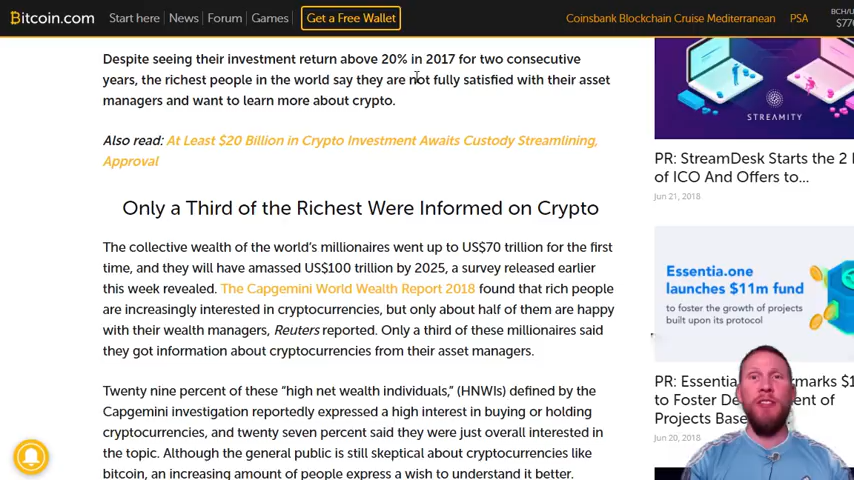 Bitcoin.com Start here News Forum Games Get a Free Wallet Coinsbank Blockchain Cruise Mediterranean PSA BCH/U
$77
Despite seeing their investment return above 20% in 2017 for two consecutive
years, the richest people in the world say they are not fully satisfied with their asset
managers and want to learn more about crypto.
Also read: At Least $20 Billion in Crypto Investment Awaits Custody Streamlining,
Approval
Only a Third of the Richest Were Informed on Crypto
The collective wealth of the world's millionaires went up to US$70 trillion for the first
time, and they will have amassed US$100 trillion by 2025, a survey released earlier
this week revealed. The Capgemini World Wealth Report 2018 found that rich people
are increasingly interested in cryptocurrencies, but only about half of them are happy
with their wealth managers, Reuters reported. Only a third of these millionaires said
they got information about cryptocurrencies from their asset managers.
Twenty nine percent of these "high net wealth individuals," (HNWIs) defined by the
Capgemini investigation reportedly expressed a high interest in buying or holding
cryptocurrencies, and twenty seven percent said they were just overall interested in
the topic. Although the general public is still skeptical about cryptocurrencies like
bitcoin, an increasing amount of people express a wish to understand it better.
STREAMITY
PR: StreamDesk Starts the 2
of ICO And Offers to...
Jun 21, 2018
Essentia.one
launches $11m fund
to foster the growth of projects
built upon its protocol
PR: Essentia marks $1
to Foster De ment of
Projects Base
Jun 20, 2018